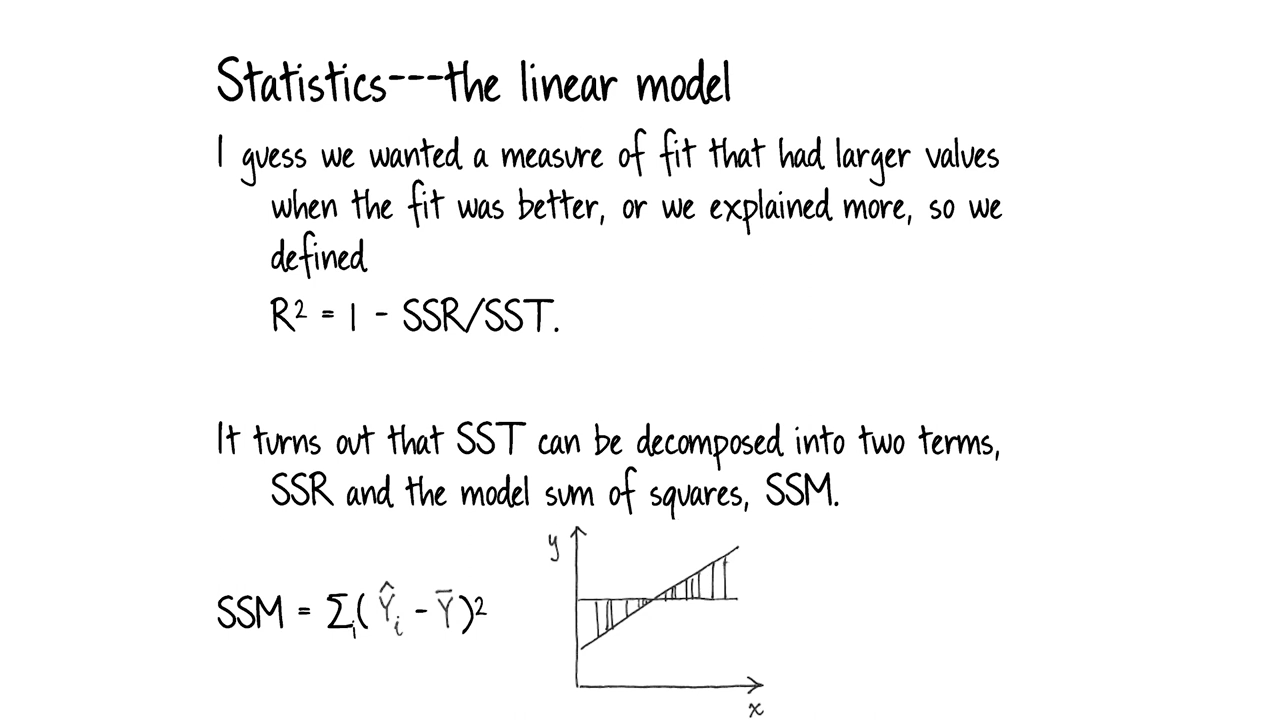 Statistics---the linear model
I guess we wanted a measure of fit that had larger values
when the fit was better, or we explained more, so we
defined
R² = 1 - SSR/SST.
It turns out that SST can be decomposed into two terms,
SSR and the model sum of squares, SSM.
y
SSM = Σᵢ( Ŷᵢ - Ȳ )²
x